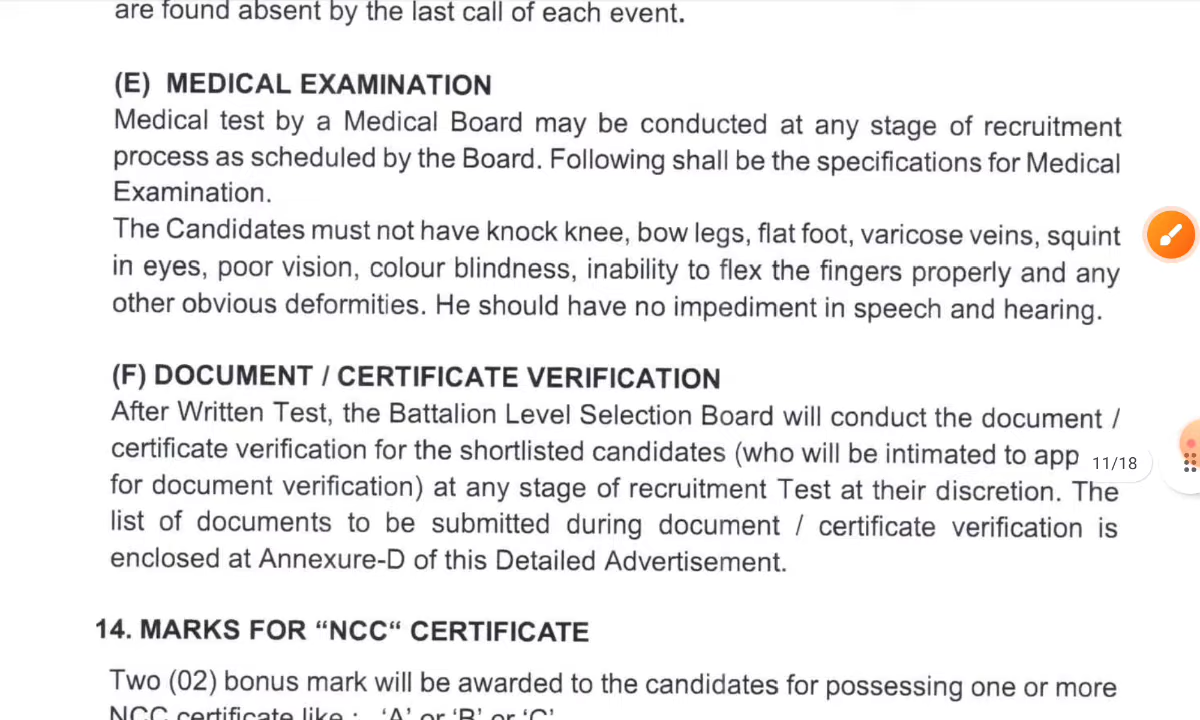 are found absent by the last call of each event.
(E) MEDICAL EXAMINATION
Medical test by a Medical Board may be conducted at any stage of recruitment
process as scheduled by the Board. Following shall be the specifications for Medical
Examination.
The Candidates must not have knock knee, bow legs, flat foot, varicose veins, squint
in eyes, poor vision, colour blindness, inability to flex the fingers properly and any
other obvious deformities. He should have no impediment in speech and hearing.
(F) DOCUMENT / CERTIFICATE VERIFICATION
After Written Test, the Battalion Level Selection Board will conduct the document /
certificate verification for the shortlisted candidates (who will be intimated to app
11/18
for document verification) at any stage of recruitment Test at their discretion. The
list of documents to be submitted during document / certificate verification is
enclosed at Annexure-D of this Detailed Advertisement.
14. MARKS FOR “NCC“ CERTIFICATE
Two (02) bonus mark will be awarded to the candidates for possessing one or more
NCC certificate like : 'A' or 'B' or 'C'